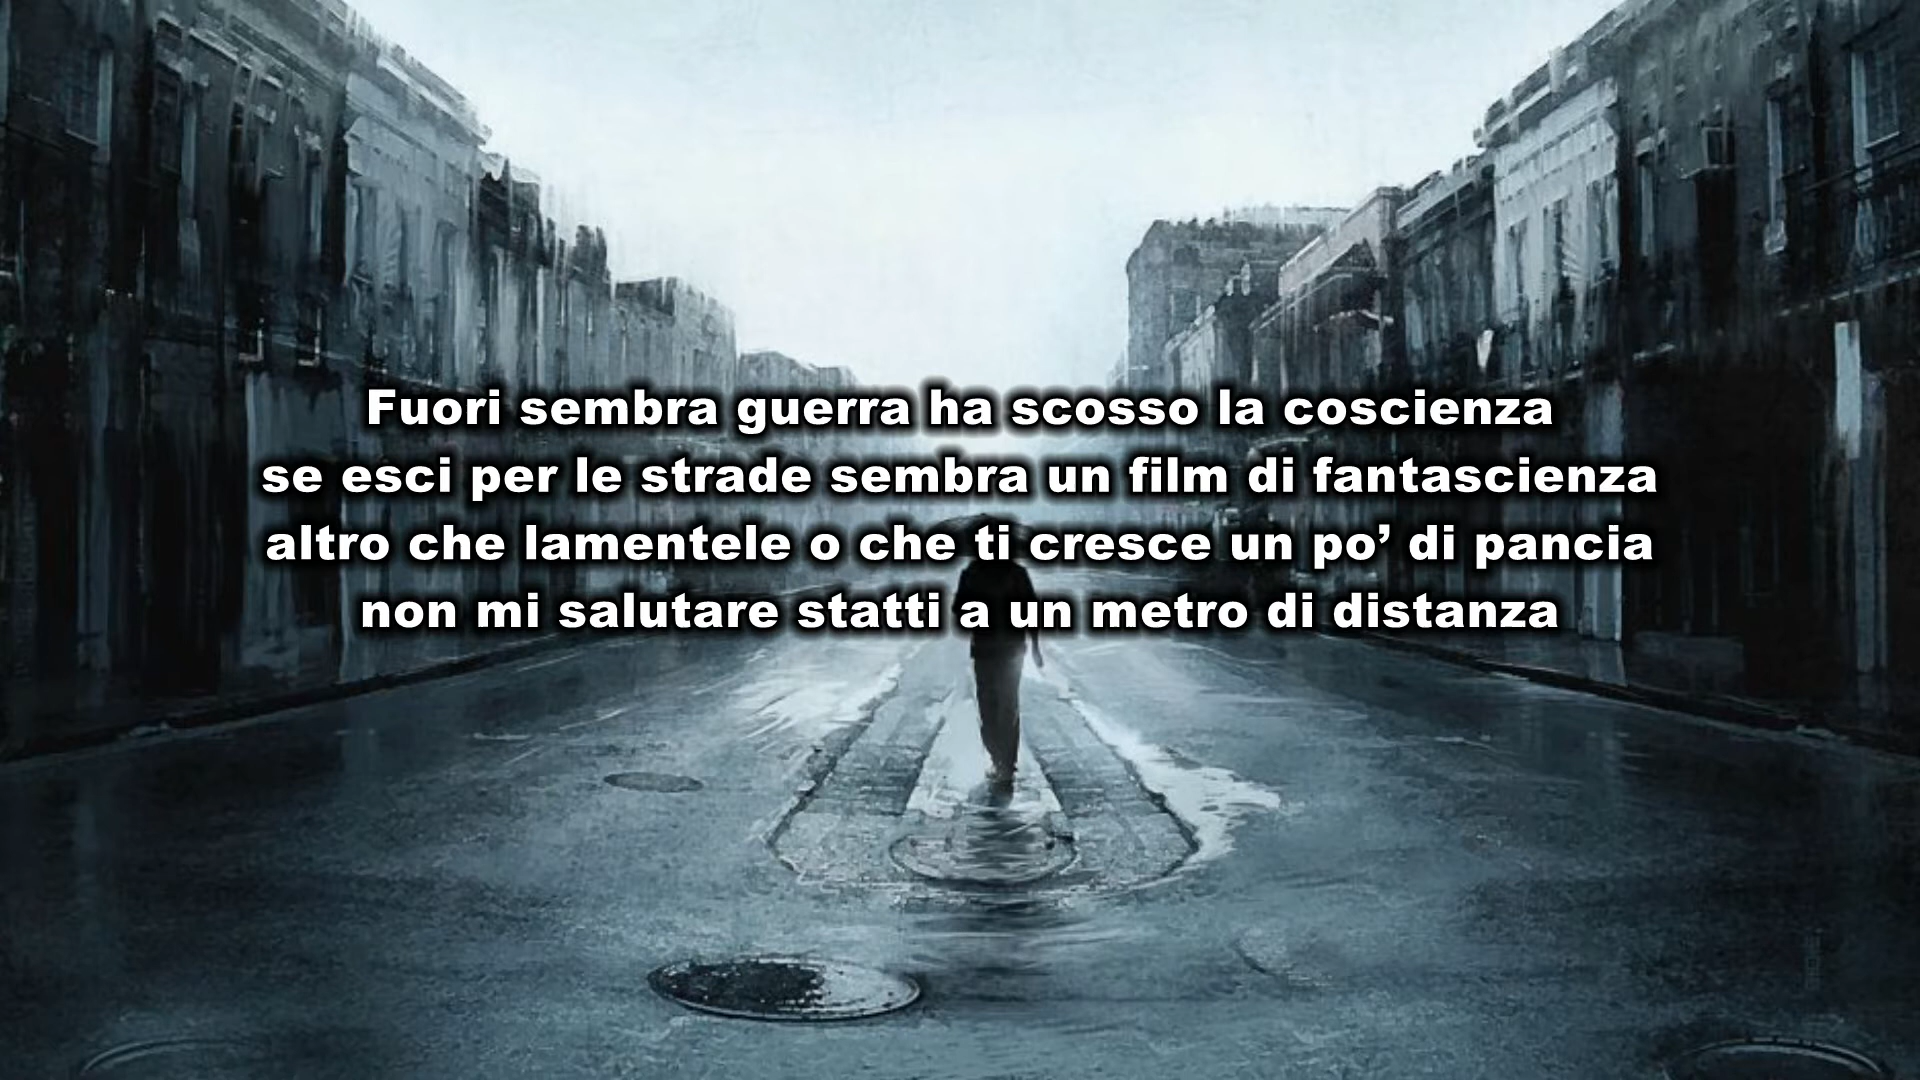 Fuori sembra guerra ha scosso la coscienza
se esci per le strade sembra un film di fantascienza
altro che lamentele o che ti cresce un po’ di pancia
non mi salutare statti a un metro di distanza